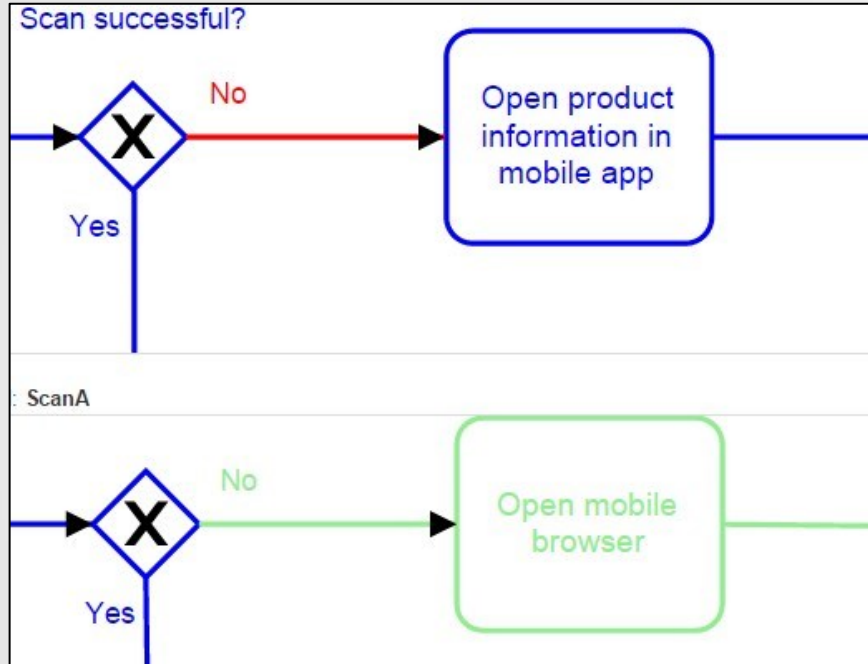 Scan successful?
No
Open product
information in
mobile app
Yes
: ScanA
No
Open mobile
browser
Yes